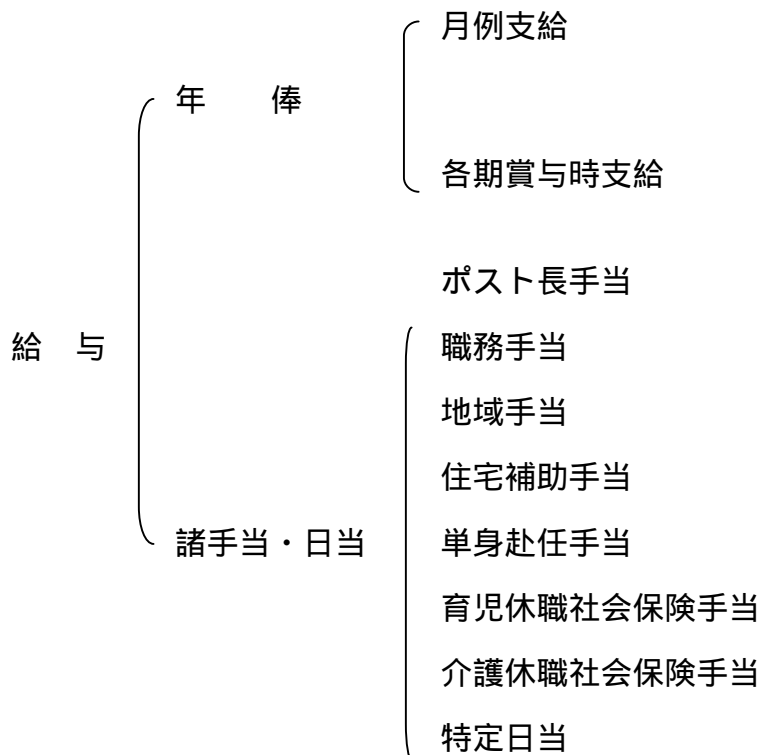 給 与
年 俸
月例支給
各期賞与時支給
諸手当・日当
ポスト長手当
職務手当
地域手当
住宅補助手当
単身赴任手当
育児休職社会保険手当
介護休職社会保険手当
特定日当